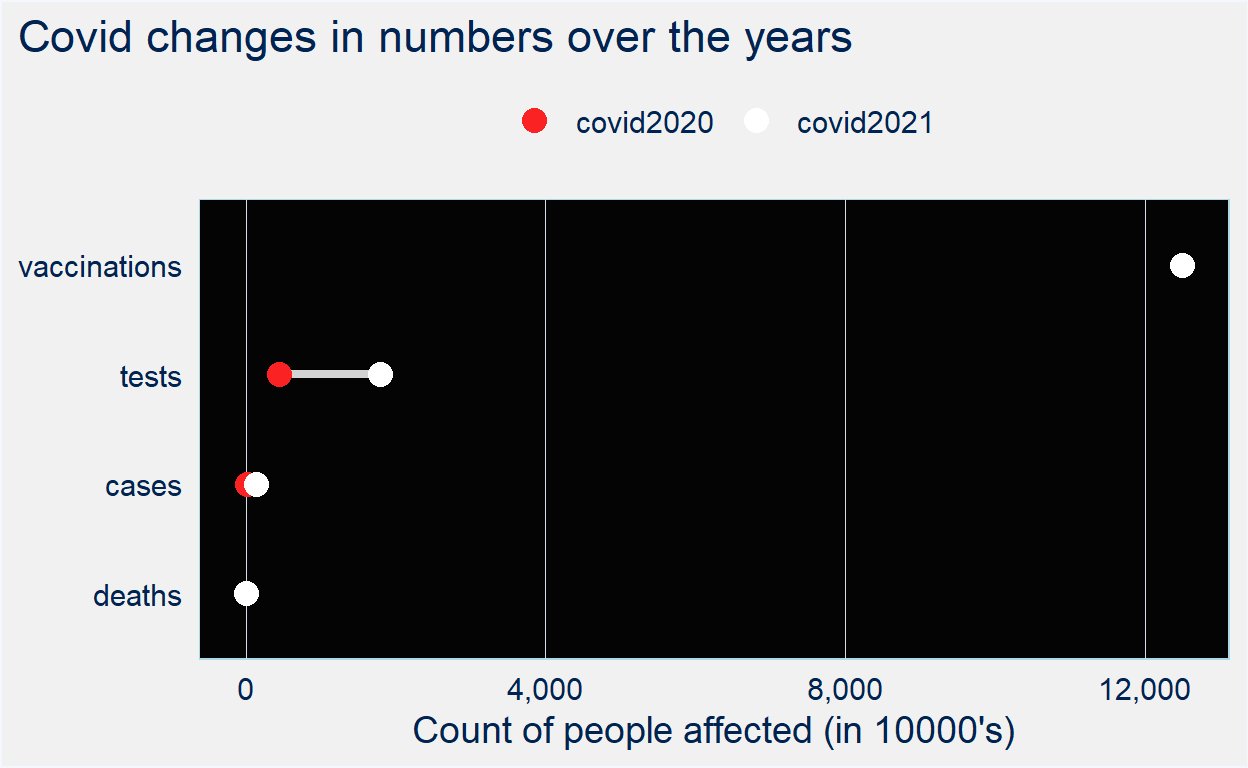 Covid changes in numbers over the years
covid2020 covid2021
vaccinations
tests
cases
deaths
0 4,000 8,000 12,000
Count of people affected (in 10000's)